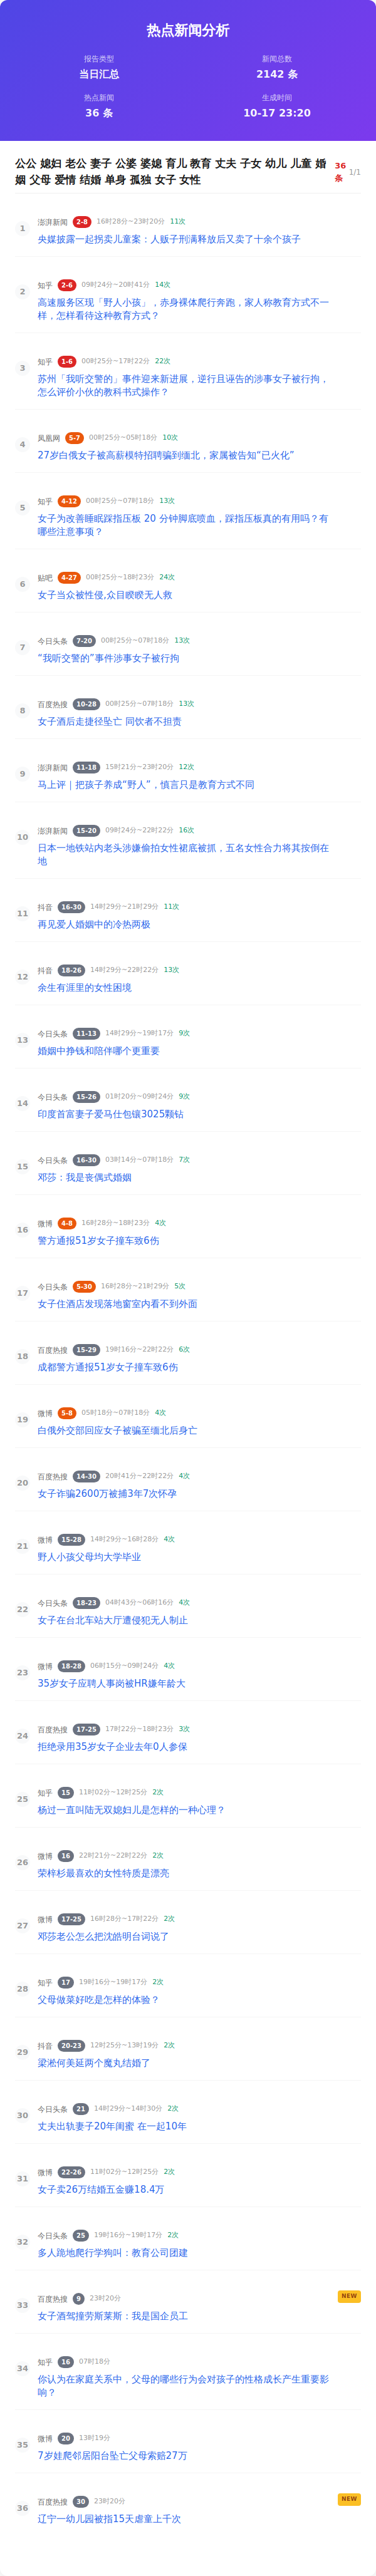 热点新闻分析
报告类型
当日汇总
新闻总数
2142 条
热点新闻
36 条
生成时间
10-17 23:20
公公 媳妇 老公 妻子 公婆 婆媳 育儿 教育 丈夫 子女 幼儿 儿童 婚
姻 父母 爱情 结婚 单身 孤独 女子 女性
36
条
1/1
1
澎湃新闻 2-8 16时28分~23时20分 11次
央媒披露一起拐卖儿童案：人贩子刑满释放后又卖了十余个孩子
2
知乎 2-6 09时24分~20时41分 14次
高速服务区现「野人小孩」，赤身裸体爬行奔跑，家人称教育方式不一
样，怎样看待这种教育方式？
3
知乎 1-6 00时25分~17时22分 22次
苏州「我听交警的」事件迎来新进展，逆行且诬告的涉事女子被行拘，
怎么评价小伙的教科书式操作？
4
凤凰网 5-7 00时25分~05时18分 10次
27岁白俄女子被高薪模特招聘骗到缅北，家属被告知“已火化”
5
知乎 4-12 00时25分~07时18分 13次
女子为改善睡眠踩指压板 20 分钟脚底喷血，踩指压板真的有用吗？有
哪些注意事项？
6
贴吧 4-27 00时25分~18时23分 24次
女子当众被性侵,众目睽睽无人救
7
今日头条 7-20 00时25分~07时18分 13次
“我听交警的”事件涉事女子被行拘
8
百度热搜 10-28 00时25分~07时18分 13次
女子酒后走捷径坠亡 同饮者不担责
9
澎湃新闻 11-18 15时21分~23时20分 12次
马上评｜把孩子养成“野人”，慎言只是教育方式不同
10
澎湃新闻 15-20 09时24分~22时22分 16次
日本一地铁站内老头涉嫌偷拍女性裙底被抓，五名女性合力将其按倒在
地
11
抖音 16-30 14时29分~21时29分 11次
再见爱人婚姻中的冷热两极
12
抖音 18-26 14时29分~22时22分 13次
余生有涯里的女性困境
13
今日头条 11-13 14时29分~19时17分 9次
婚姻中挣钱和陪伴哪个更重要
14
今日头条 15-26 01时20分~09时24分 9次
印度首富妻子爱马仕包镶3025颗钻
15
今日头条 16-30 03时14分~07时18分 7次
邓莎：我是丧偶式婚姻
16
微博 4-8 16时28分~18时23分 4次
警方通报51岁女子撞车致6伤
17
今日头条 5-30 16时28分~21时29分 5次
女子住酒店发现落地窗室内看不到外面
18
百度热搜 15-29 19时16分~22时22分 6次
成都警方通报51岁女子撞车致6伤
19
微博 5-8 05时18分~07时18分 4次
白俄外交部回应女子被骗至缅北后身亡
20
百度热搜 14-30 20时41分~22时22分 4次
女子诈骗2600万被捕3年7次怀孕
21
微博 15-28 14时29分~16时28分 4次
野人小孩父母均大学毕业
22
今日头条 18-23 04时43分~06时16分 4次
女子在台北车站大厅遭侵犯无人制止
23
微博 18-28 06时15分~09时24分 4次
35岁女子应聘人事岗被HR嫌年龄大
24
百度热搜 17-25 17时22分~18时23分 3次
拒绝录用35岁女子企业去年0人参保
25
知乎 15 11时02分~12时25分 2次
杨过一直叫陆无双媳妇儿是怎样的一种心理？
26
微博 16 22时21分~22时22分 2次
荣梓杉最喜欢的女性特质是漂亮
27
微博 17-25 16时28分~17时22分 2次
邓莎老公怎么把沈皓明台词说了
28
知乎 17 19时16分~19时17分 2次
父母做菜好吃是怎样的体验？
29
抖音 20-23 12时25分~13时19分 2次
梁淞何美延两个魔丸结婚了
30
今日头条 21 14时29分~14时30分 2次
丈夫出轨妻子20年闺蜜 在一起10年
31
微博 22-26 11时02分~12时25分 2次
女子卖26万结婚五金赚18.4万
32
今日头条 25 19时16分~19时17分 2次
多人跪地爬行学狗叫：教育公司团建
33
百度热搜 9 23时20分
NEW
女子酒驾撞劳斯莱斯：我是国企员工
34
知乎 16 07时18分
你认为在家庭关系中，父母的哪些行为会对孩子的性格成长产生重要影
响？
35
微博 20 13时19分
7岁娃爬邻居阳台坠亡父母索赔27万
36
百度热搜 30 23时20分
NEW
辽宁一幼儿园被指15天虐童上千次